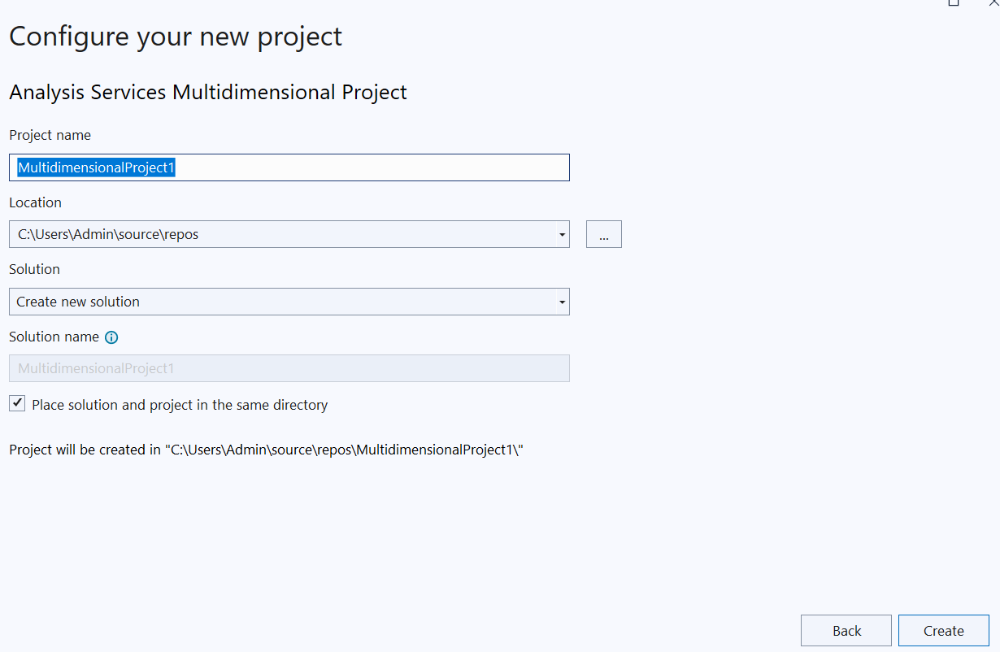 Configure your new project
Analysis Services Multidimensional Project
Project name
MultidimensionalProject1
Location
C:\Users\Admin\source\repos
...
Solution
Create new solution
Solution name
MultidimensionalProject1
Place solution and project in the same directory
Project will be created in "C:\Users\Admin\source\repos\MultidimensionalProject1\"
Back
Create